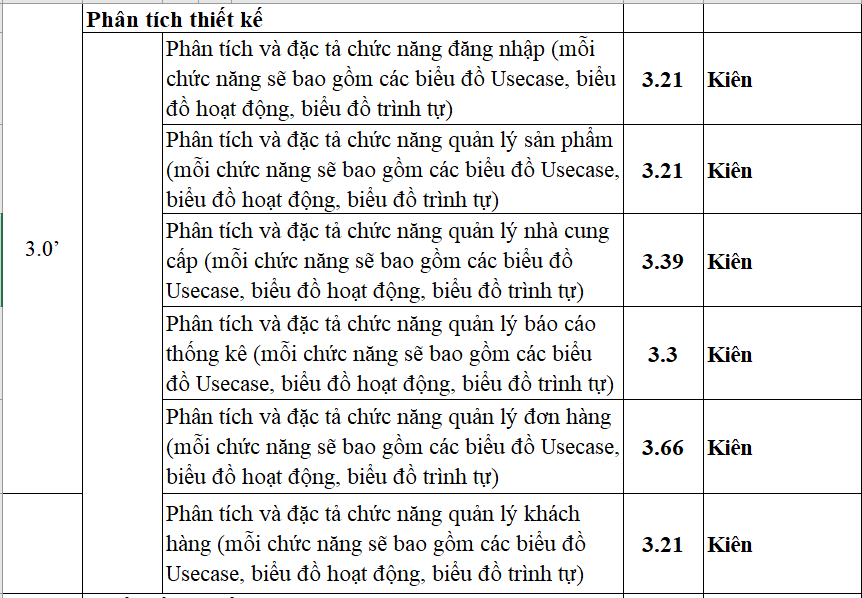 Phân tích thiết kế
Phân tích và đặc tả chức năng đăng nhập (mỗi
chức năng sẽ bao gồm các biểu đồ Usecase, biểu
đồ hoạt động, biểu đồ trình tự)
3.21
Kiên
Phân tích và đặc tả chức năng quản lý sản phẩm
(mỗi chức năng sẽ bao gồm các biểu đồ Usecase,
biểu đồ hoạt động, biểu đồ trình tự)
3.21
Kiên
3.0’
Phân tích và đặc tả chức năng quản lý nhà cung
cấp (mỗi chức năng sẽ bao gồm các biểu đồ
Usecase, biểu đồ hoạt động, biểu đồ trình tự)
3.39
Kiên
Phân tích và đặc tả chức năng quản lý báo cáo
thống kê (mỗi chức năng sẽ bao gồm các biểu
đồ Usecase, biểu đồ hoạt động, biểu đồ trình tự)
3.3
Kiên
Phân tích và đặc tả chức năng quản lý đơn hàng
(mỗi chức năng sẽ bao gồm các biểu đồ Usecase,
biểu đồ hoạt động, biểu đồ trình tự)
3.66
Kiên
Phân tích và đặc tả chức năng quản lý khách
hàng (mỗi chức năng sẽ bao gồm các biểu đồ
Usecase, biểu đồ hoạt động, biểu đồ trình tự)
3.21
Kiên